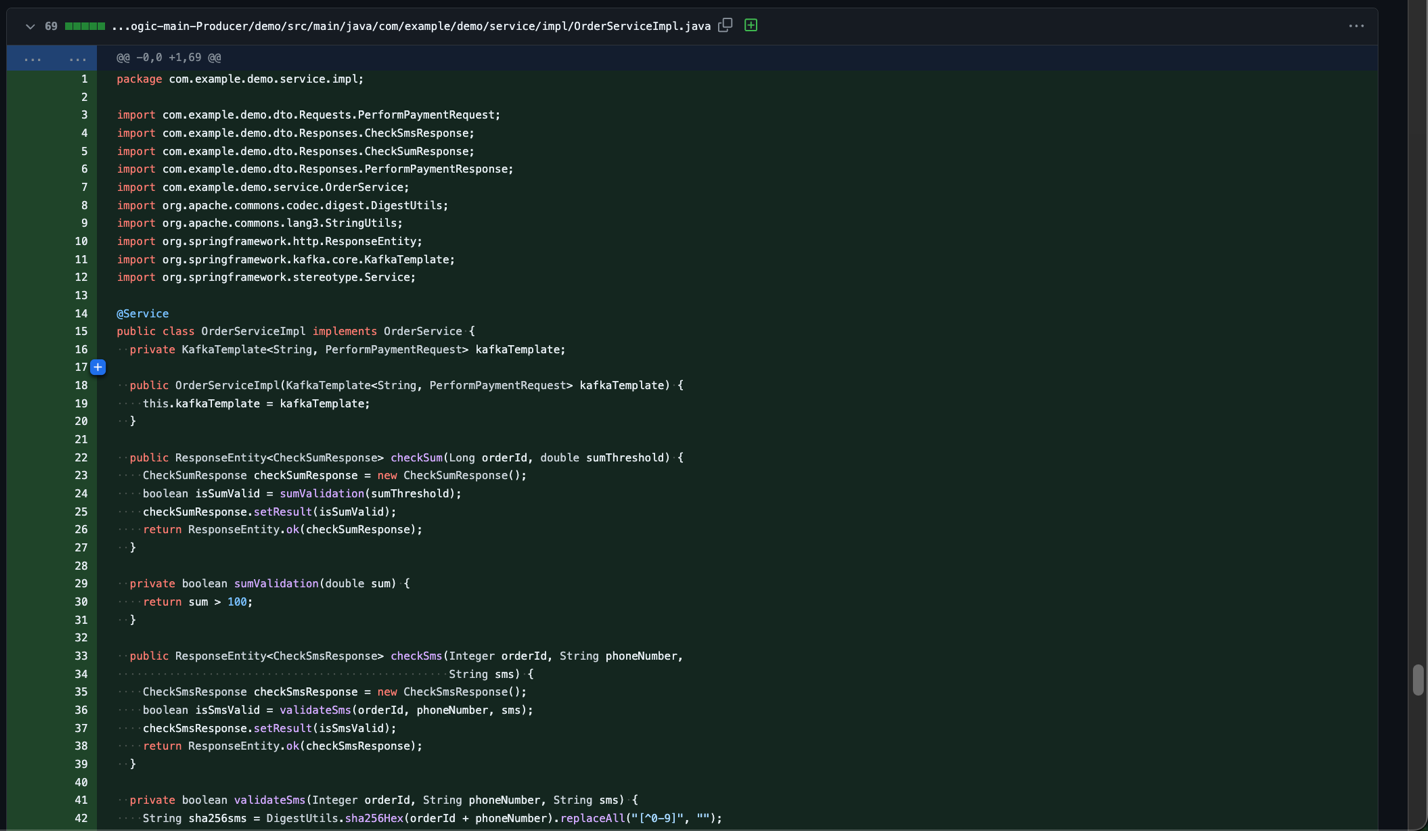 69 ...ogic-main-Producer/demo/src/main/java/com/example/demo/service/impl/OrderServiceImpl.java
... ... @@ -0,0 +1,69 @@
1 package com.example.demo.service.impl;
2
3 import com.example.demo.dto.Requests.PerformPaymentRequest;
4 import com.example.demo.dto.Responses.CheckSmsResponse;
5 import com.example.demo.dto.Responses.CheckSumResponse;
6 import com.example.demo.dto.Responses.PerformPaymentResponse;
7 import com.example.demo.service.OrderService;
8 import org.apache.commons.codec.digest.DigestUtils;
9 import org.apache.commons.lang3.StringUtils;
10 import org.springframework.http.ResponseEntity;
11 import org.springframework.kafka.core.KafkaTemplate;
12 import org.springframework.stereotype.Service;
13
14 @Service
15 public class OrderServiceImpl implements OrderService {
16   private KafkaTemplate<String, PerformPaymentRequest> kafkaTemplate;
17
18   public OrderServiceImpl(KafkaTemplate<String, PerformPaymentRequest> kafkaTemplate) {
19     this.kafkaTemplate = kafkaTemplate;
20   }
21
22   public ResponseEntity<CheckSumResponse> checkSum(Long orderId, double sumThreshold) {
23     CheckSumResponse checkSumResponse = new CheckSumResponse();
24     boolean isSumValid = sumValidation(sumThreshold);
25     checkSumResponse.setResult(isSumValid);
26     return ResponseEntity.ok(checkSumResponse);
27   }
28
29   private boolean sumValidation(double sum) {
30     return sum > 100;
31   }
32
33   public ResponseEntity<CheckSmsResponse> checkSms(Integer orderId, String phoneNumber,
34                                                    String sms) {
35     CheckSmsResponse checkSmsResponse = new CheckSmsResponse();
36     boolean isSmsValid = validateSms(orderId, phoneNumber, sms);
37     checkSmsResponse.setResult(isSmsValid);
38     return ResponseEntity.ok(checkSmsResponse);
39   }
40
41   private boolean validateSms(Integer orderId, String phoneNumber, String sms) {
42     String sha256sms = DigestUtils.sha256Hex(orderId + phoneNumber).replaceAll("[^0-9]", "");